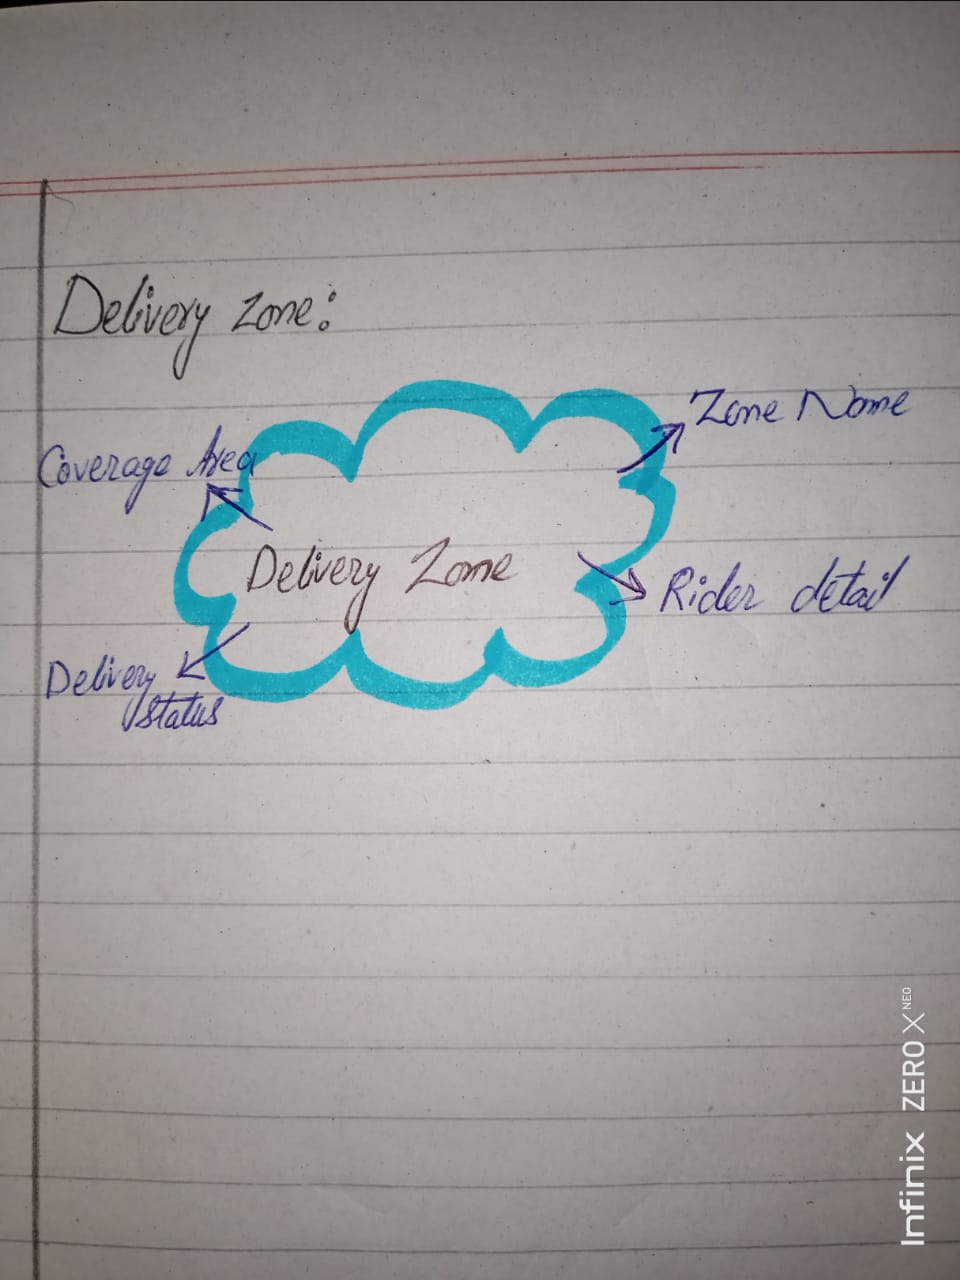 Delivery Zone:
Zone Name
Coverage Area
Delivery Zone
Rider detail
Delivery
status
Infinix ZERO X NEO